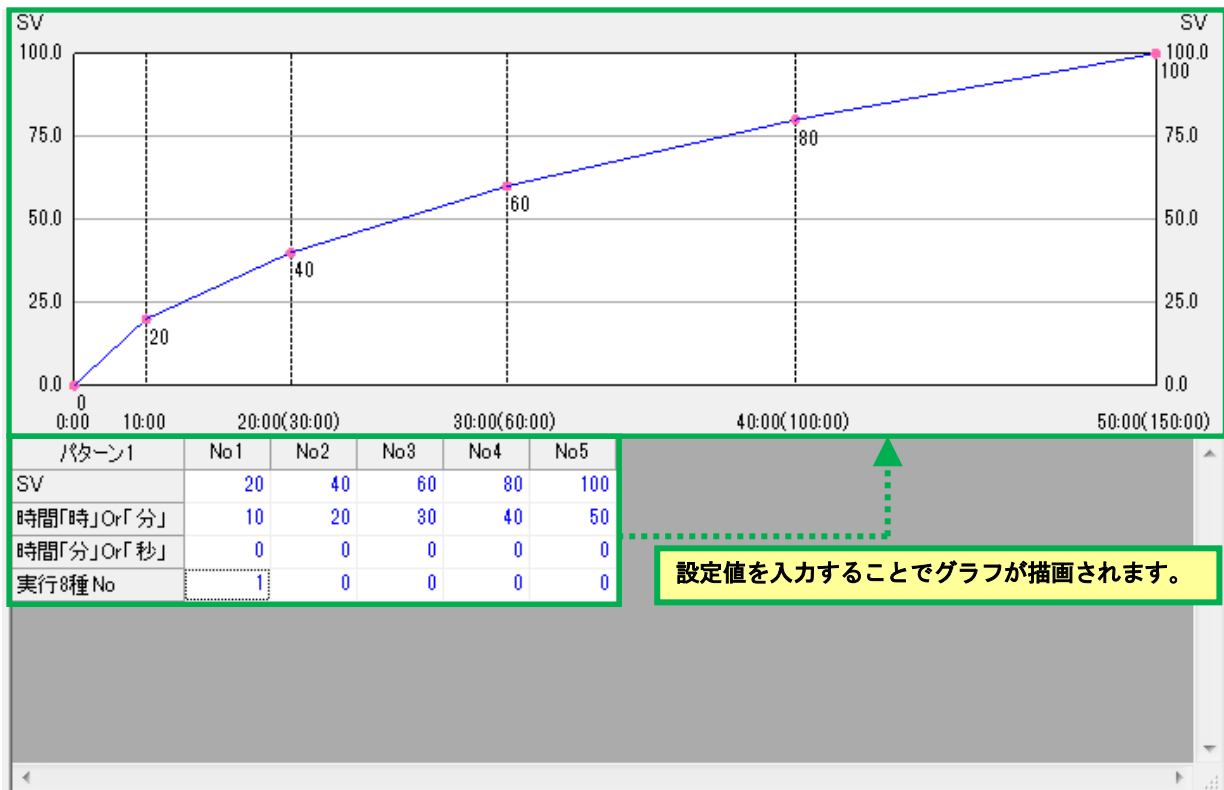 SV SV
100.0 100.0
100
75.0 80 75.0
60
50.0 50.0
40
25.0 25.0
20
0.0 0.0
0
0:00 10:00 20:00(30:00) 30:00(60:00) 40:00(100:00) 50:00(150:00)
パターン1 No1 No2 No3 No4 No5
SV 20 40 60 80 100
時間「時」Or「分」 10 20 30 40 50
時間「分」Or「秒」 0 0 0 0 0
実行8種No 1 0 0 0 0
設定値を入力することでグラフが描画されます。